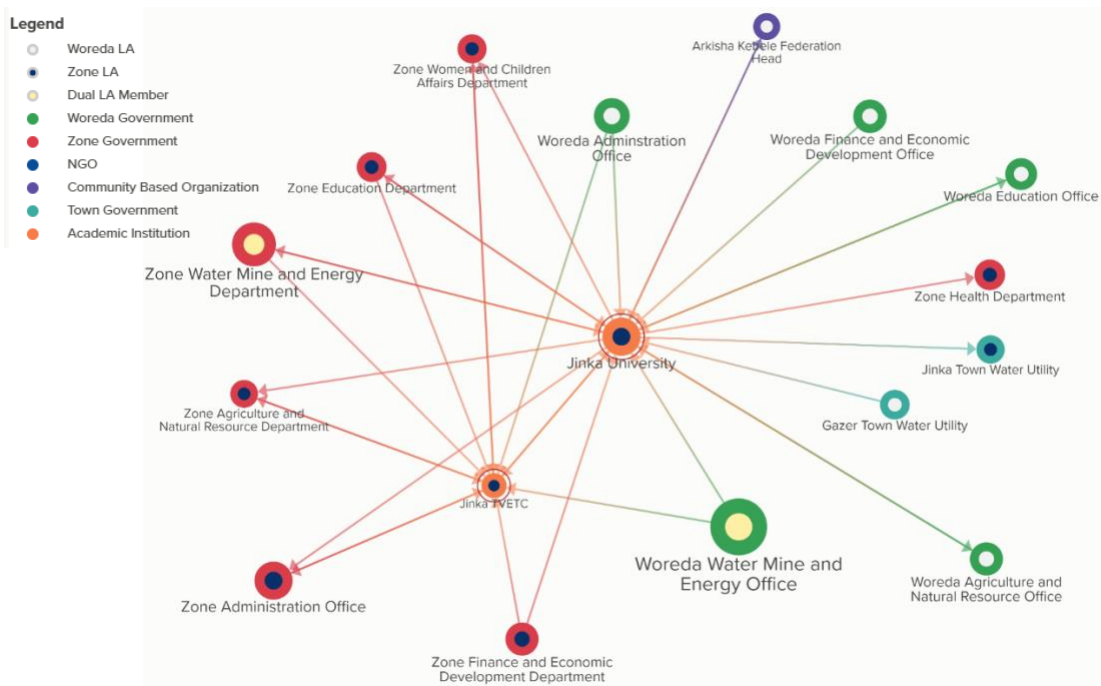 Legend
Woreda LA
Zone LA
Dual LA Member
Woreda Government
Zone Government
NGO
Community Based Organization
Town Government
Academic Institution
Zone Women and Children
Affairs Department
Arkisha Kebele Federation
Head
Woreda Adminstration
Office
Woreda Finance and Economic
Development Office
Zone Education Department
Woreda Education Office
Zone Water Mine and Energy
Department
Zone Health Department
Jinka University
Jinka Town Water Utility
Zone Agriculture and
Natural Resource Department
Gazer Town Water Utility
Jinka TVETC
Woreda Water Mine and
Energy Office
Woreda Agriculture and
Natural Resource Office
Zone Administration Office
Zone Finance and Economic
Development Department